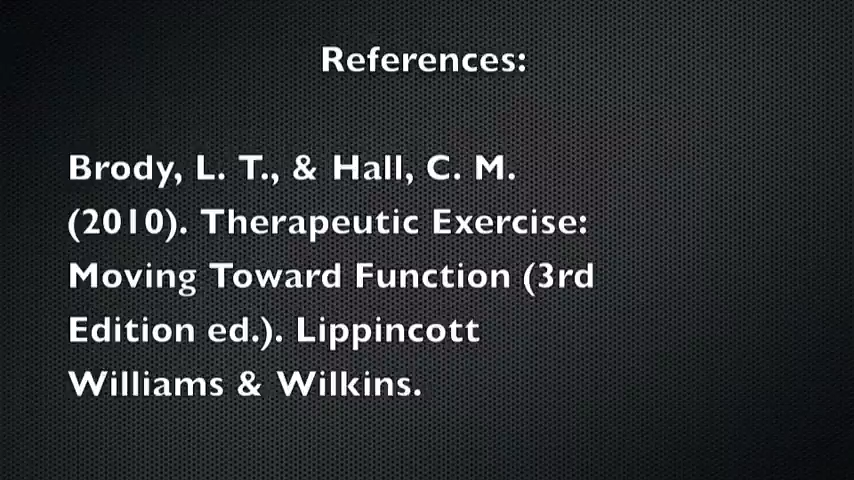 References:
Brody, L. T., & Hall, C. M.
(2010). Therapeutic Exercise:
Moving Toward Function (3rd
Edition ed.). Lippincott
Williams & Wilkins.